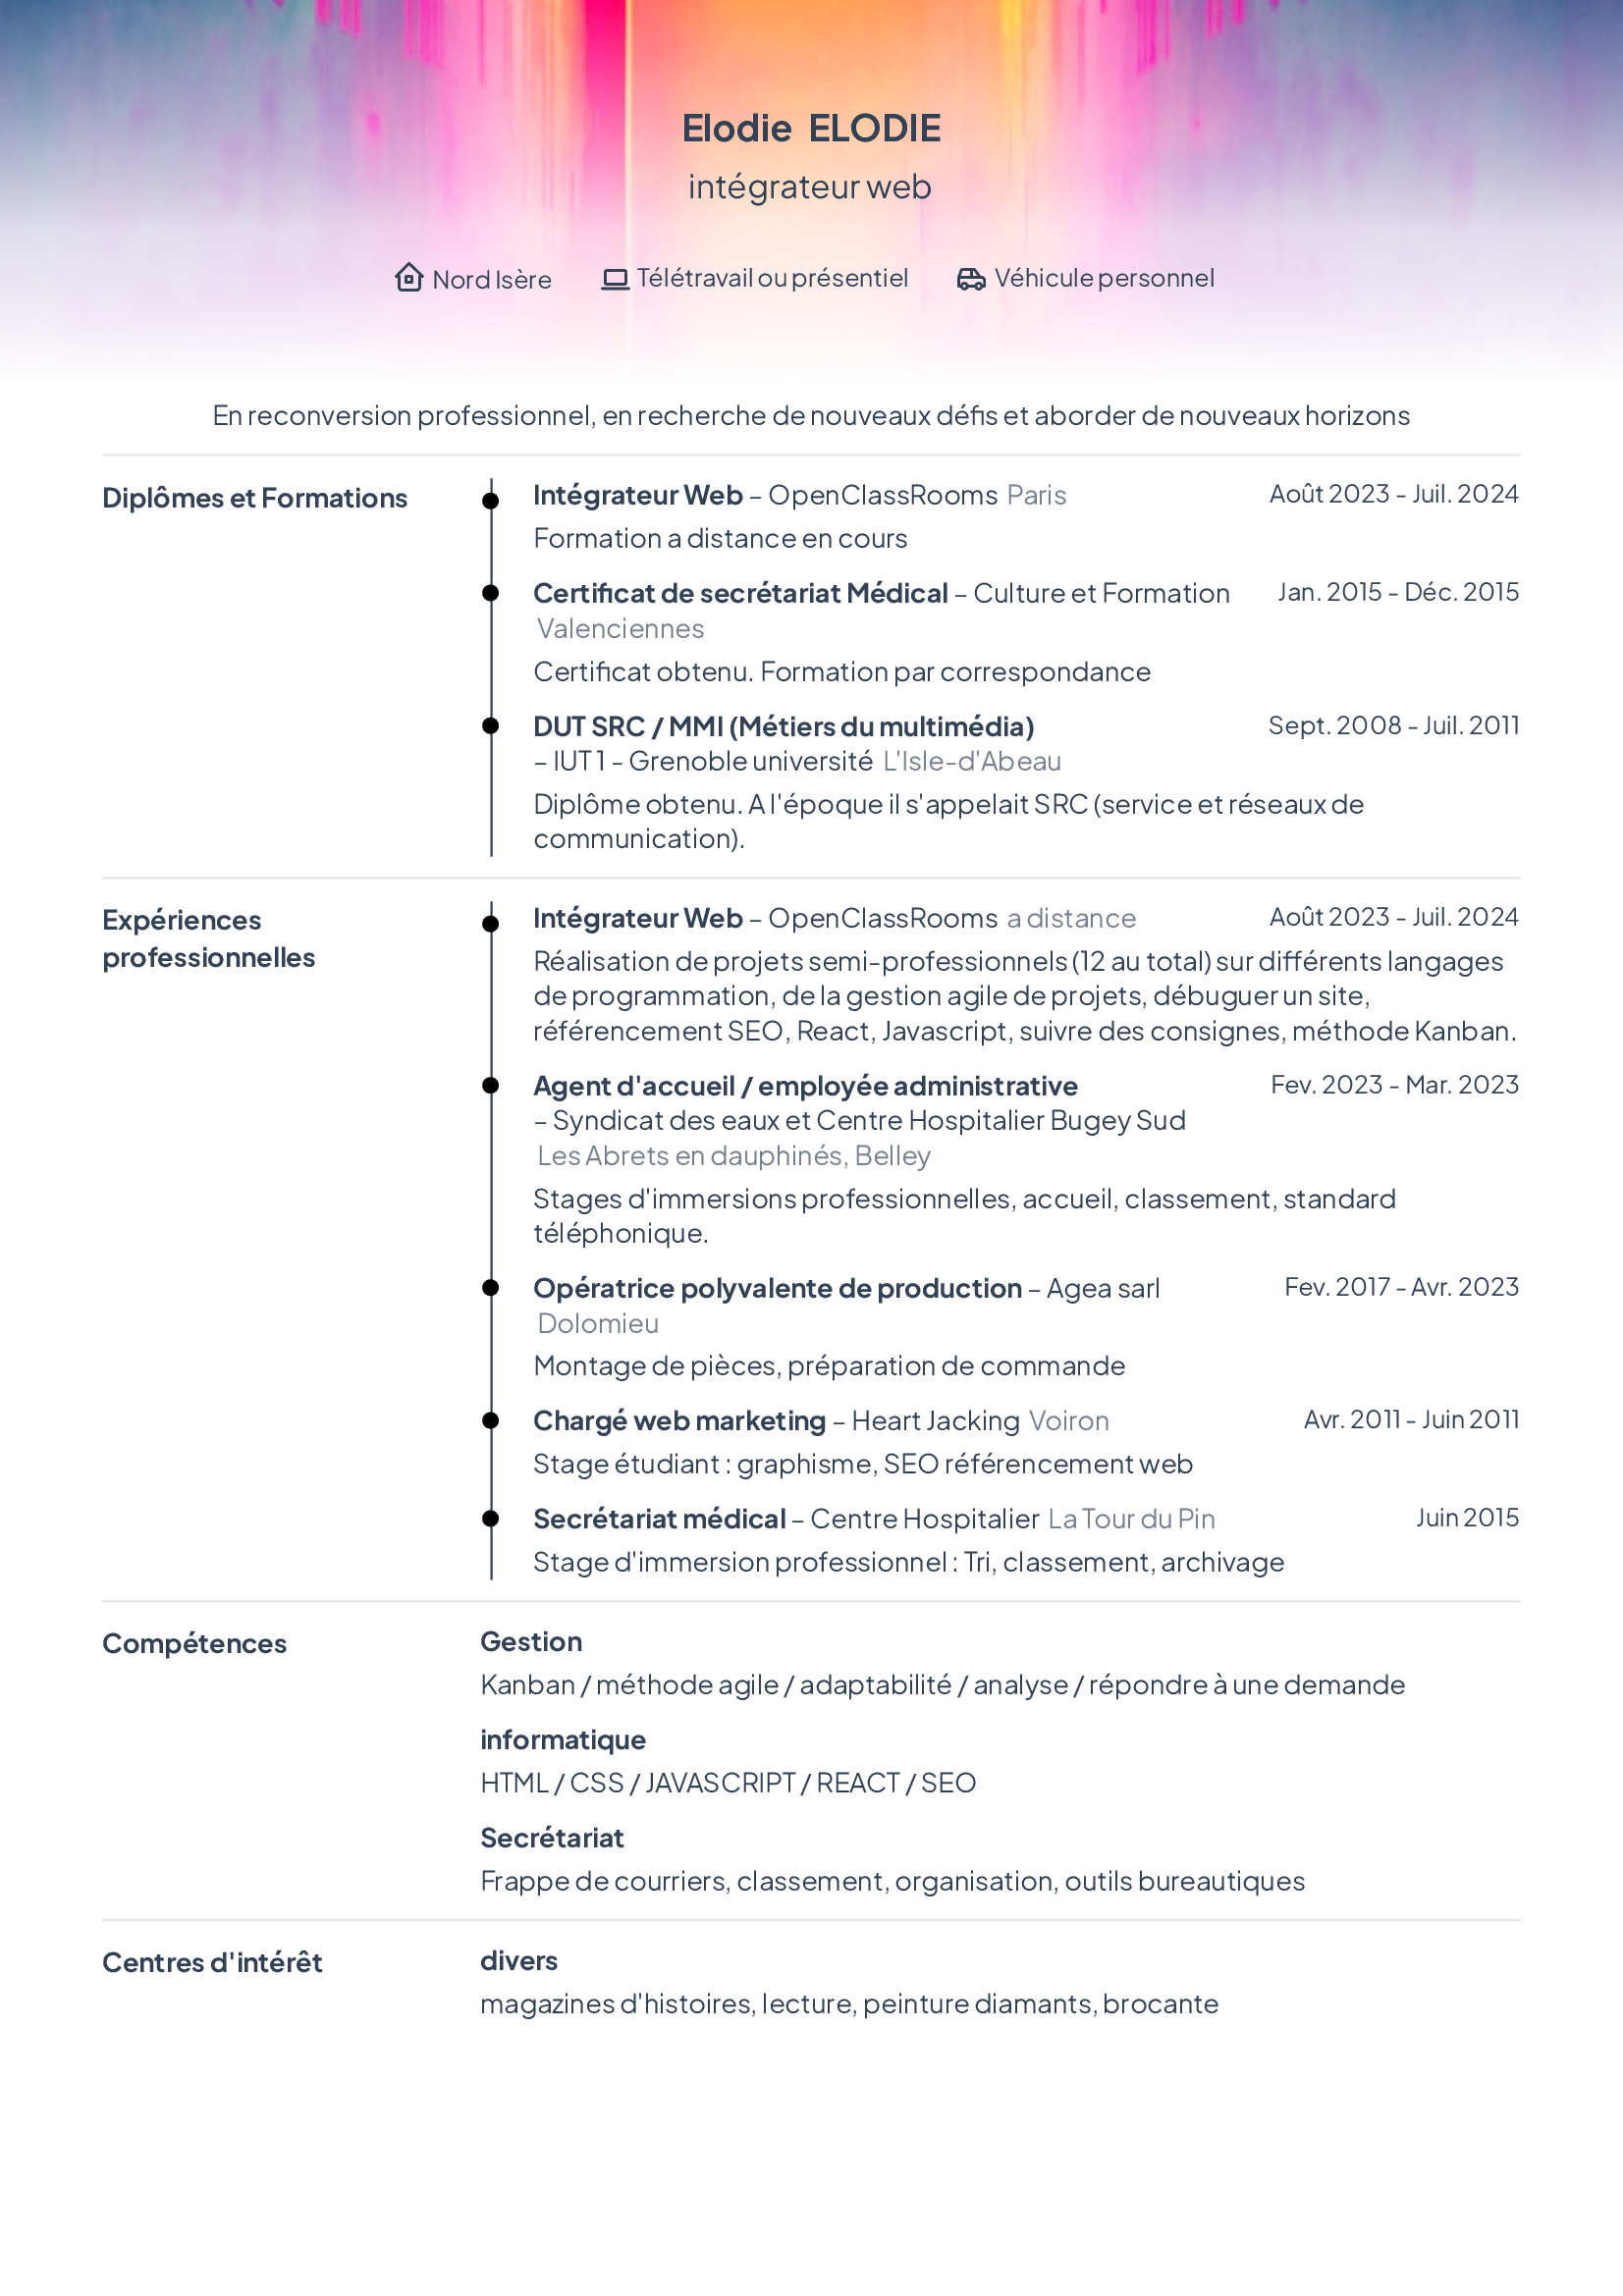 Elodie ELODIE
intégrateur web
Nord Isère Télétravail ou présentiel Véhicule personnel
En reconversion professionnel, en recherche de nouveaux défis et aborder de nouveaux horizons
Diplômes et Formations
Intégrateur Web – OpenClassRooms Paris Août 2023 - Juil. 2024
Formation a distance en cours
Certificat de secrétariat Médical – Culture et Formation Jan. 2015 - Déc. 2015
Valenciennes
Certificat obtenu. Formation par correspondance
DUT SRC / MMI (Métiers du multimédia) Sept. 2008 - Juil. 2011
– IUT 1 - Grenoble université L'Isle-d'Abeau
Diplôme obtenu. A l'époque il s'appelait SRC (service et réseaux de
communication).
Expériences
professionnelles
Intégrateur Web – OpenClassRooms a distance Août 2023 - Juil. 2024
Réalisation de projets semi-professionnels (12 au total) sur différents langages
de programmation, de la gestion agile de projets, débuguer un site,
référencement SEO, React, Javascript, suivre des consignes, méthode Kanban.
Agent d'accueil / employée administrative Fev. 2023 - Mar. 2023
– Syndicat des eaux et Centre Hospitalier Bugey Sud
Les Abrets en dauphinés, Belley
Stages d'immersions professionnelles, accueil, classement, standard
téléphonique.
Opératrice polyvalente de production – Agea sarl Fev. 2017 - Avr. 2023
Dolomieu
Montage de pièces, préparation de commande
Chargé web marketing – Heart Jacking Voiron Avr. 2011 - Juin 2011
Stage étudiant : graphisme, SEO référencement web
Secrétariat médical – Centre Hospitalier La Tour du Pin Juin 2015
Stage d'immersion professionnel : Tri, classement, archivage
Compétences
Gestion
Kanban / méthode agile / adaptabilité / analyse / répondre à une demande
informatique
HTML / CSS / JAVASCRIPT / REACT / SEO
Secrétariat
Frappe de courriers, classement, organisation, outils bureautiques
Centres d'intérêt
divers
magazines d'histoires, lecture, peinture diamants, brocante